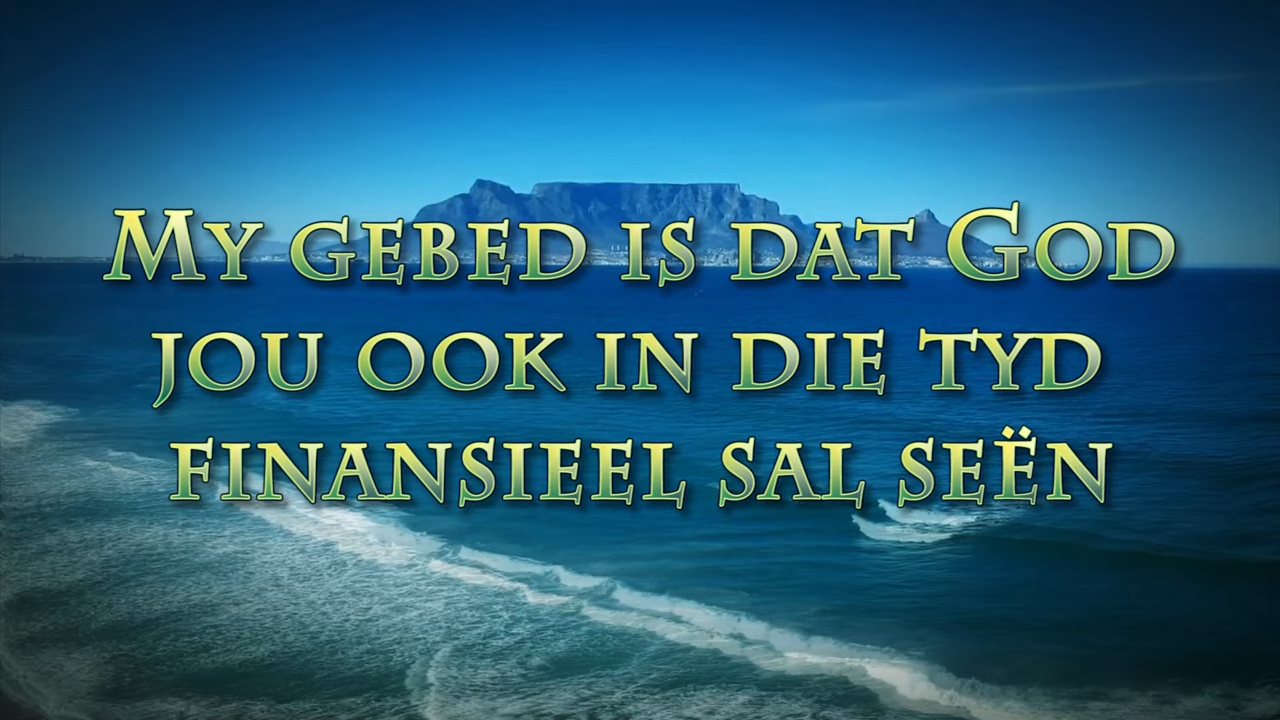 My gebed is dat God
jou ook in die tyd
finansieel sal seën